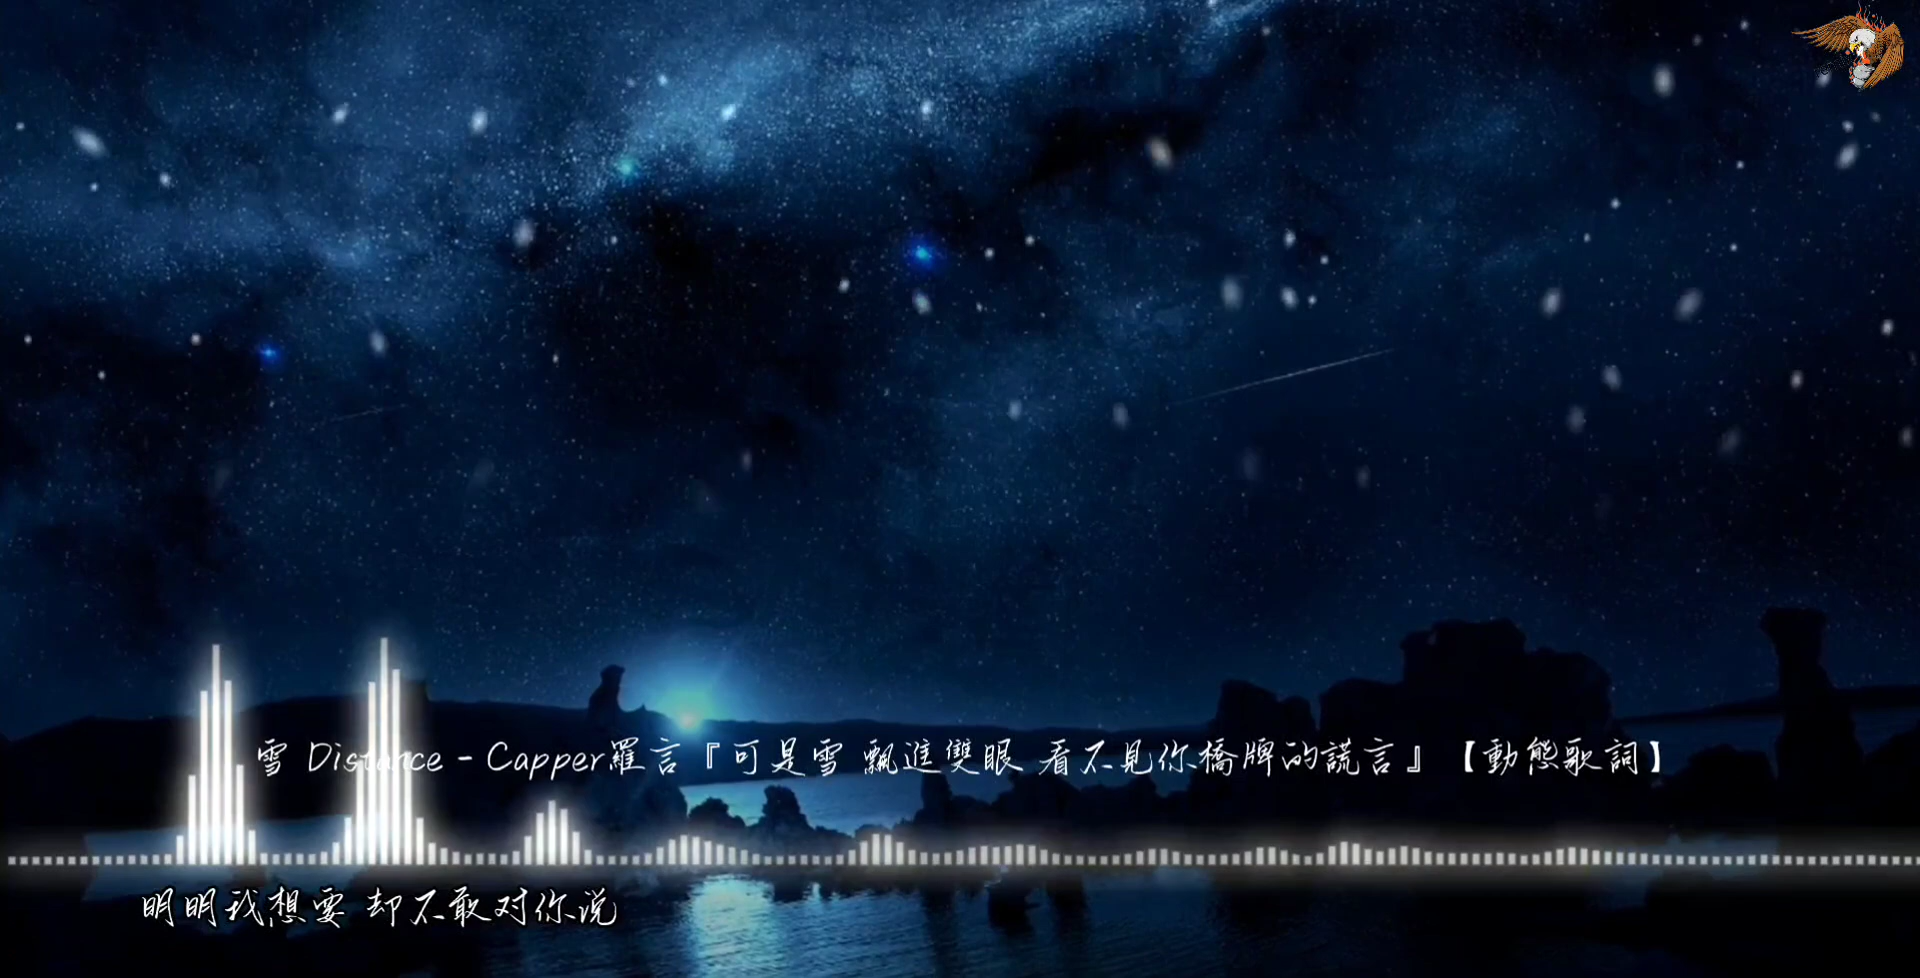 雪 Distance - Capper羅言『可是雪 飄進雙眼 看不見你橋牌的謊言』【動態歌詞】
明明我想要 却不敢对你说